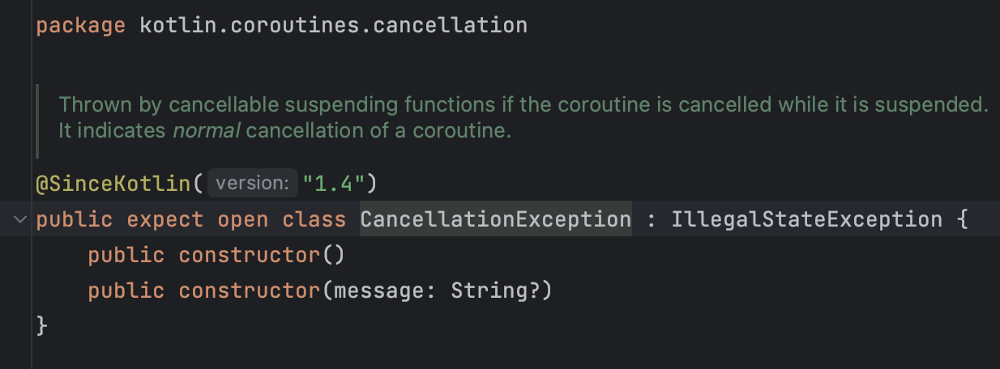 package kotlin.coroutines.cancellation
Thrown by cancellable suspending functions if the coroutine is cancelled while it is suspended.
It indicates normal cancellation of a coroutine.
@SinceKotlin( version: "1.4")
public expect open class CancellationException : IllegalStateException {
    public constructor()
    public constructor(message: String?)
}